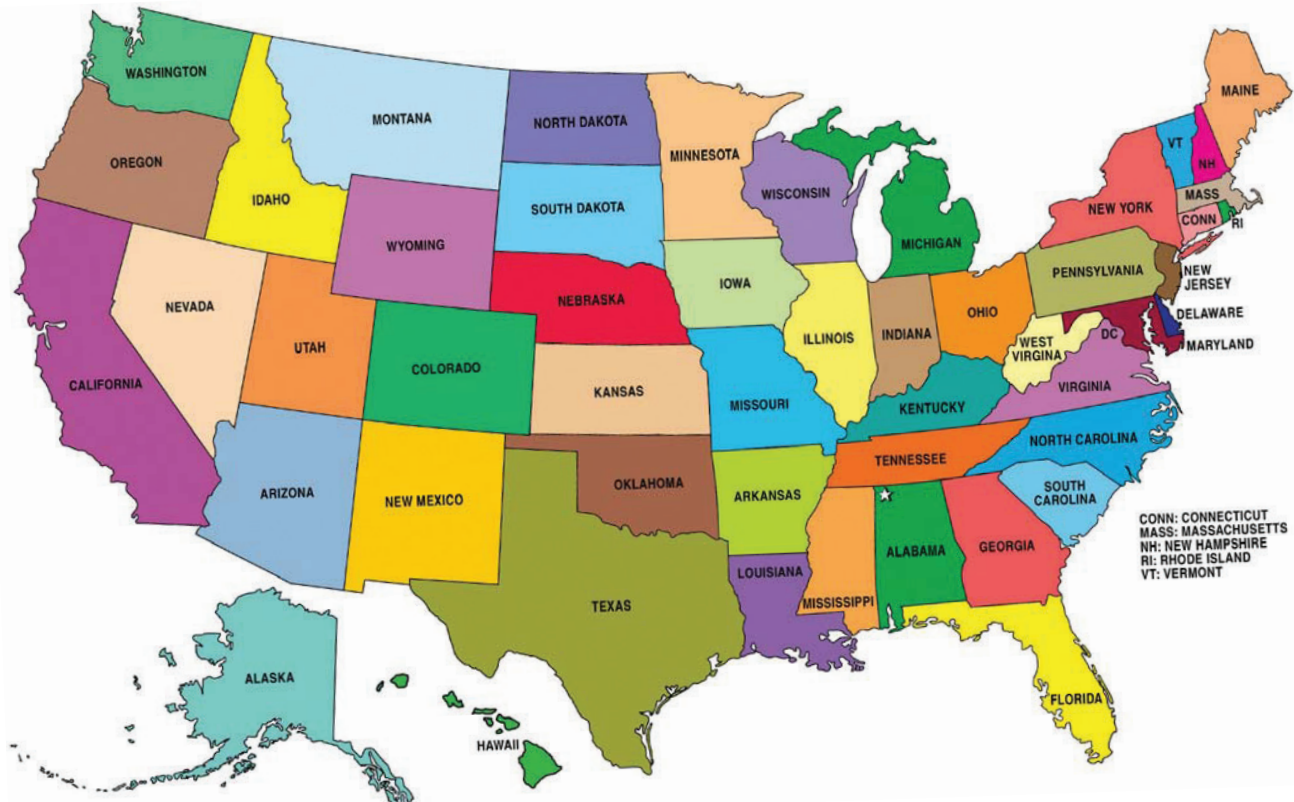 WASHINGTON
MONTANA
NORTH DAKOTA
MINNESOTA
MAINE
VT
NH
OREGON
IDAHO
WYOMING
SOUTH DAKOTA
WISCONSIN
MICHIGAN
NEW YORK
MASS
CONN
RI
NEVADA
UTAH
COLORADO
NEBRASKA
IOWA
ILLINOIS
INDIANA
OHIO
PENNSYLVANIA
NEW
JERSEY
DELAWARE
MARYLAND
DC
WEST
VIRGINA
VIRGINIA
CALIFORNIA
KANSAS
MISSOURI
KENTUCKY
NORTH CAROLINA
TENNESSEE
SOUTH
CAROLINA
ARIZONA
NEW MEXICO
OKLAHOMA
ARKANSAS
MISSISSIPPI
ALABAMA
GEORGIA
TEXAS
LOUISIANA
FLORIDA
ALASKA
HAWAII
CONN: CONNECTICUT
MASS: MASSACHUSETTS
NH: NEW HAMPSHIRE
RI: RHODE ISLAND
VT: VERMONT